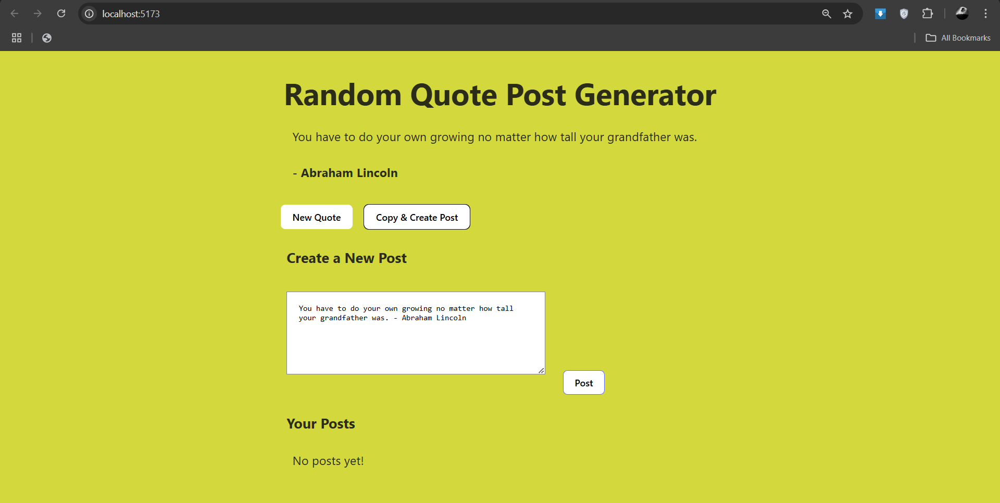 localhost:5173
All Bookmarks
Random Quote Post Generator
You have to do your own growing no matter how tall your grandfather was.
- Abraham Lincoln
New Quote
Copy & Create Post
Create a New Post
You have to do your own growing no matter how tall
your grandfather was. - Abraham Lincoln
Post
Your Posts
No posts yet!